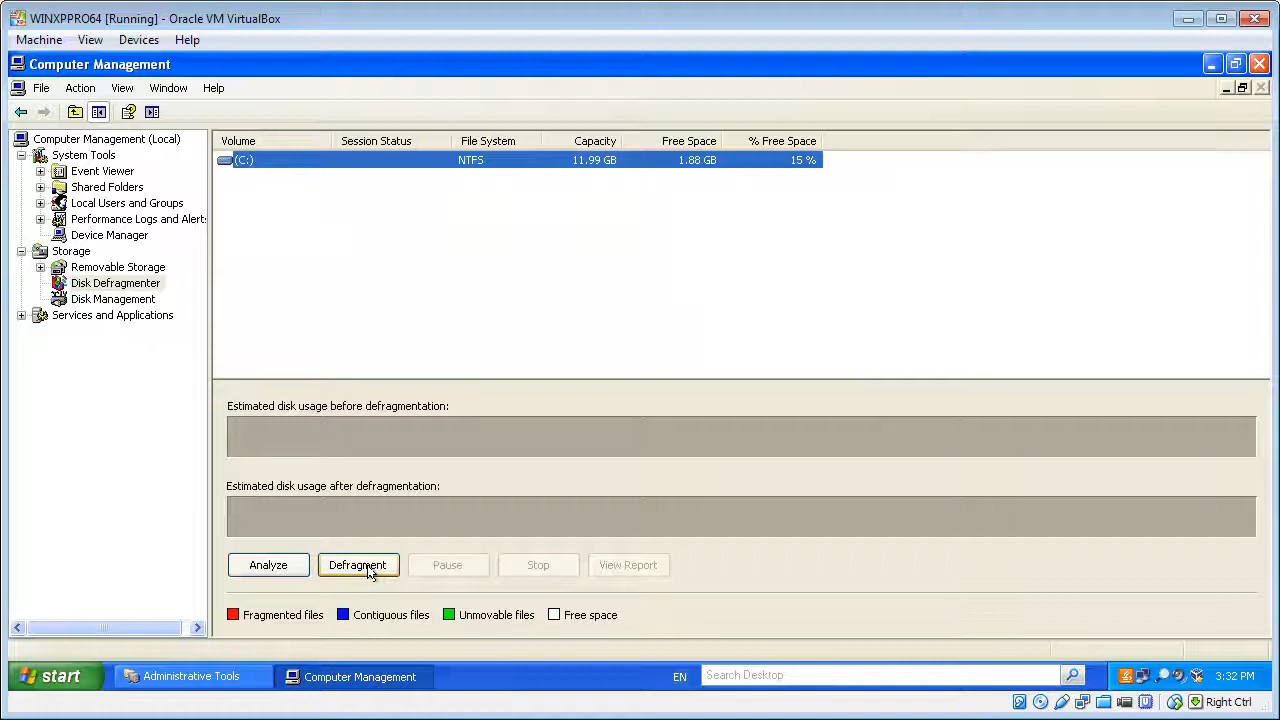 WINXPPRO64 [Running] - Oracle VM VirtualBox
Machine View Devices Help
Computer Management
File Action View Window Help
Computer Management (Local)
System Tools
Event Viewer
Shared Folders
Local Users and Groups
Performance Logs and Alert:
Device Manager
Storage
Removable Storage
Disk Defragmenter
Disk Management
Services and Applications
Volume Session Status File System Capacity Free Space % Free Space
(C:) NTFS 11.99 GB 1.88 GB 15 %
Estimated disk usage before defragmentation:
Estimated disk usage after defragmentation:
Analyze Defragment Pause Stop View Report
Fragmented files Contiguous files Unmovable files Free space
start Administrative Tools Computer Management EN Search Desktop 3:32 PM
Right Ctrl